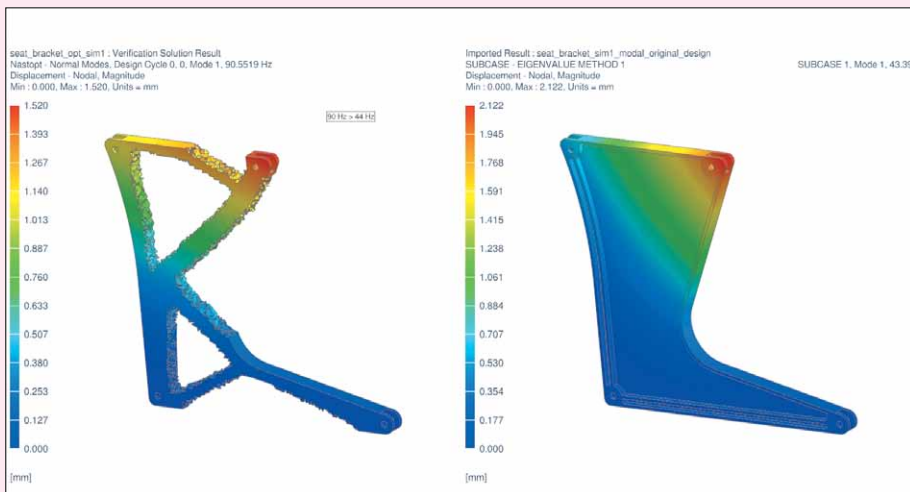 seat_bracket_opt_sim1 : Verification Solution Result
Nastopt - Normal Modes, Design Cycle 0, 0, Mode 1, 90.5519 Hz
Displacement - Nodal, Magnitude
Min : 0.000, Max : 1.520, Units = mm
1.520
1.393
1.267
1.140
1.013
0.887
0.760
0.633
0.507
0.380
0.253
0.127
0.000
[mm]
90 Hz > 44 Hz
Imported Result : seat_bracket_sim1_modal_original_design
SUBCASE - EIGENVALUE METHOD 1 SUBCASE 1, Mode 1, 43.39
Displacement - Nodal, Magnitude
Min : 0.000, Max : 2.122, Units = mm
2.122
1.945
1.768
1.591
1.415
1.238
1.061
0.884
0.707
0.530
0.354
0.177
0.000
[mm]